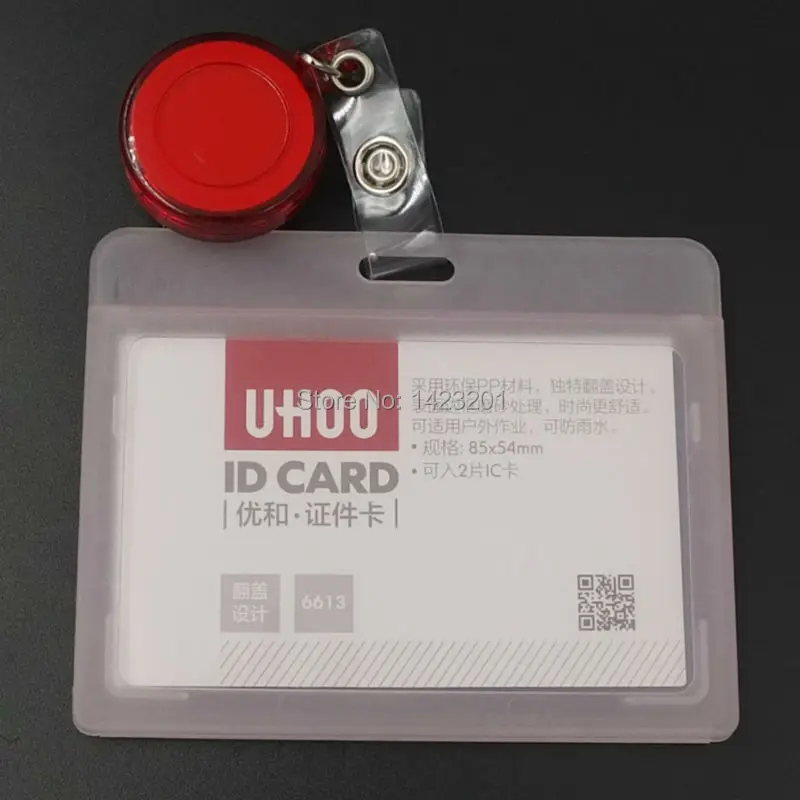 UHOO
ID CARD
优和·证件卡
采用环保PP材料，独特翻盖设计，
处理，时尚更舒适。
可适用户外作业，可防雨水。
• 规格: 85x54mm
• 可入2片IC卡
Store No: 1423201
翻盖
设计
6613